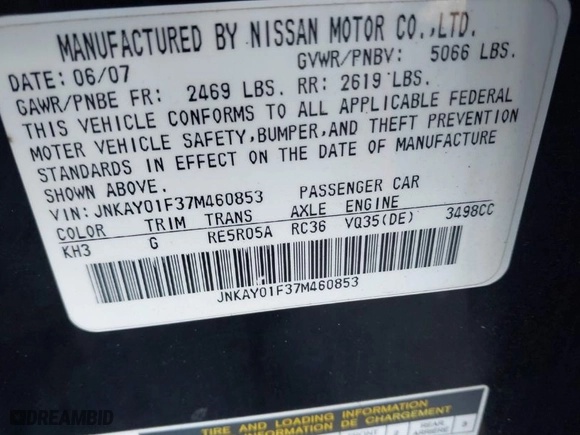 MANUFACTURED BY NISSAN MOTOR CO.,LTD.
DATE: 06/07 GVWR/PNBV: 5066 LBS.
GAWR/PNBE FR: 2469 LBS. RR: 2619 LBS.
THIS VEHICLE CONFORMS TO ALL APPLICABLE FEDERAL
MOTOR VEHICLE SAFETY,BUMPER,AND THEFT PREVENTION
STANDARDS IN EFFECT ON THE DATE OF MANUFACTURE
SHOWN ABOVE.
VIN: JNKAY01F37M460853 PASSENGER CAR
COLOR TRIM TRANS AXLE ENGINE
KH3 G RE5R05A RC36 VQ35(DE) 3498CC
JNKAY01F37M460853
TIRE AND LOADING INFORMATION
DE CHARGEMENT
REAR
DREAMBID